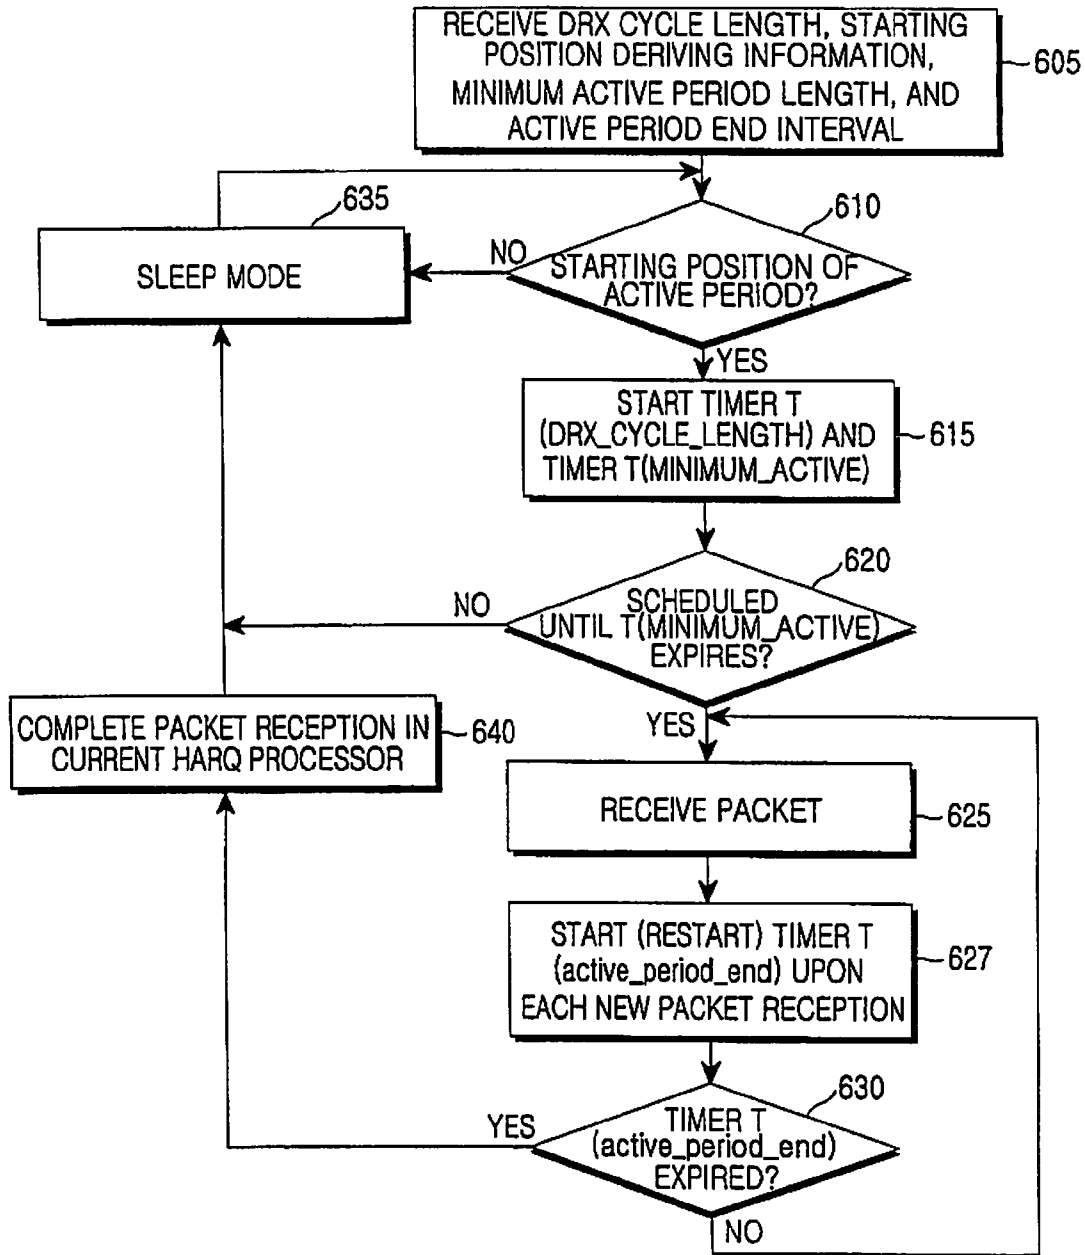 RECEIVE DRX CYCLE LENGTH, STARTING
POSITION DERIVING INFORMATION,
MINIMUM ACTIVE PERIOD LENGTH, AND
ACTIVE PERIOD END INTERVAL
605
635
SLEEP MODE
610
NO
STARTING POSITION OF
ACTIVE PERIOD?
YES
START TIMER T
(DRX_CYCLE_LENGTH) AND
TIMER T(MINIMUM_ACTIVE)
615
620
NO
SCHEDULED
UNTIL T(MINIMUM_ACTIVE)
EXPIRES?
YES
COMPLETE PACKET RECEPTION IN
CURRENT HARQ PROCESSOR
640
RECEIVE PACKET
625
START (RESTART) TIMER T
(active_period_end) UPON
EACH NEW PACKET RECEPTION
627
630
YES
TIMER T
(active_period_end)
EXPIRED?
NO